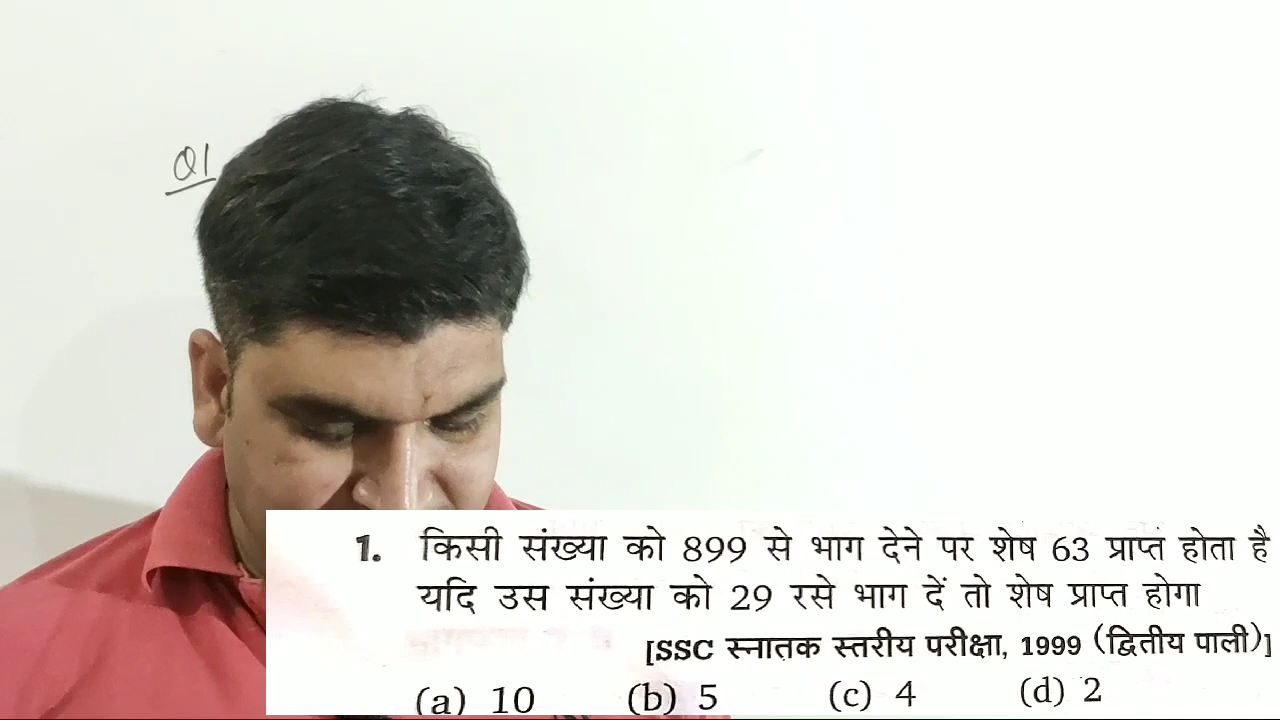 Q1
1. किसी संख्या को 899 से भाग देने पर शेष 63 प्राप्त होता है
यदि उस संख्या को 29 रसे भाग दें तो शेष प्राप्त होगा
[SSC स्नातक स्तरीय परीक्षा, 1999 (द्वितीय पाली)]
(a) 10 (b) 5 (c) 4 (d) 2